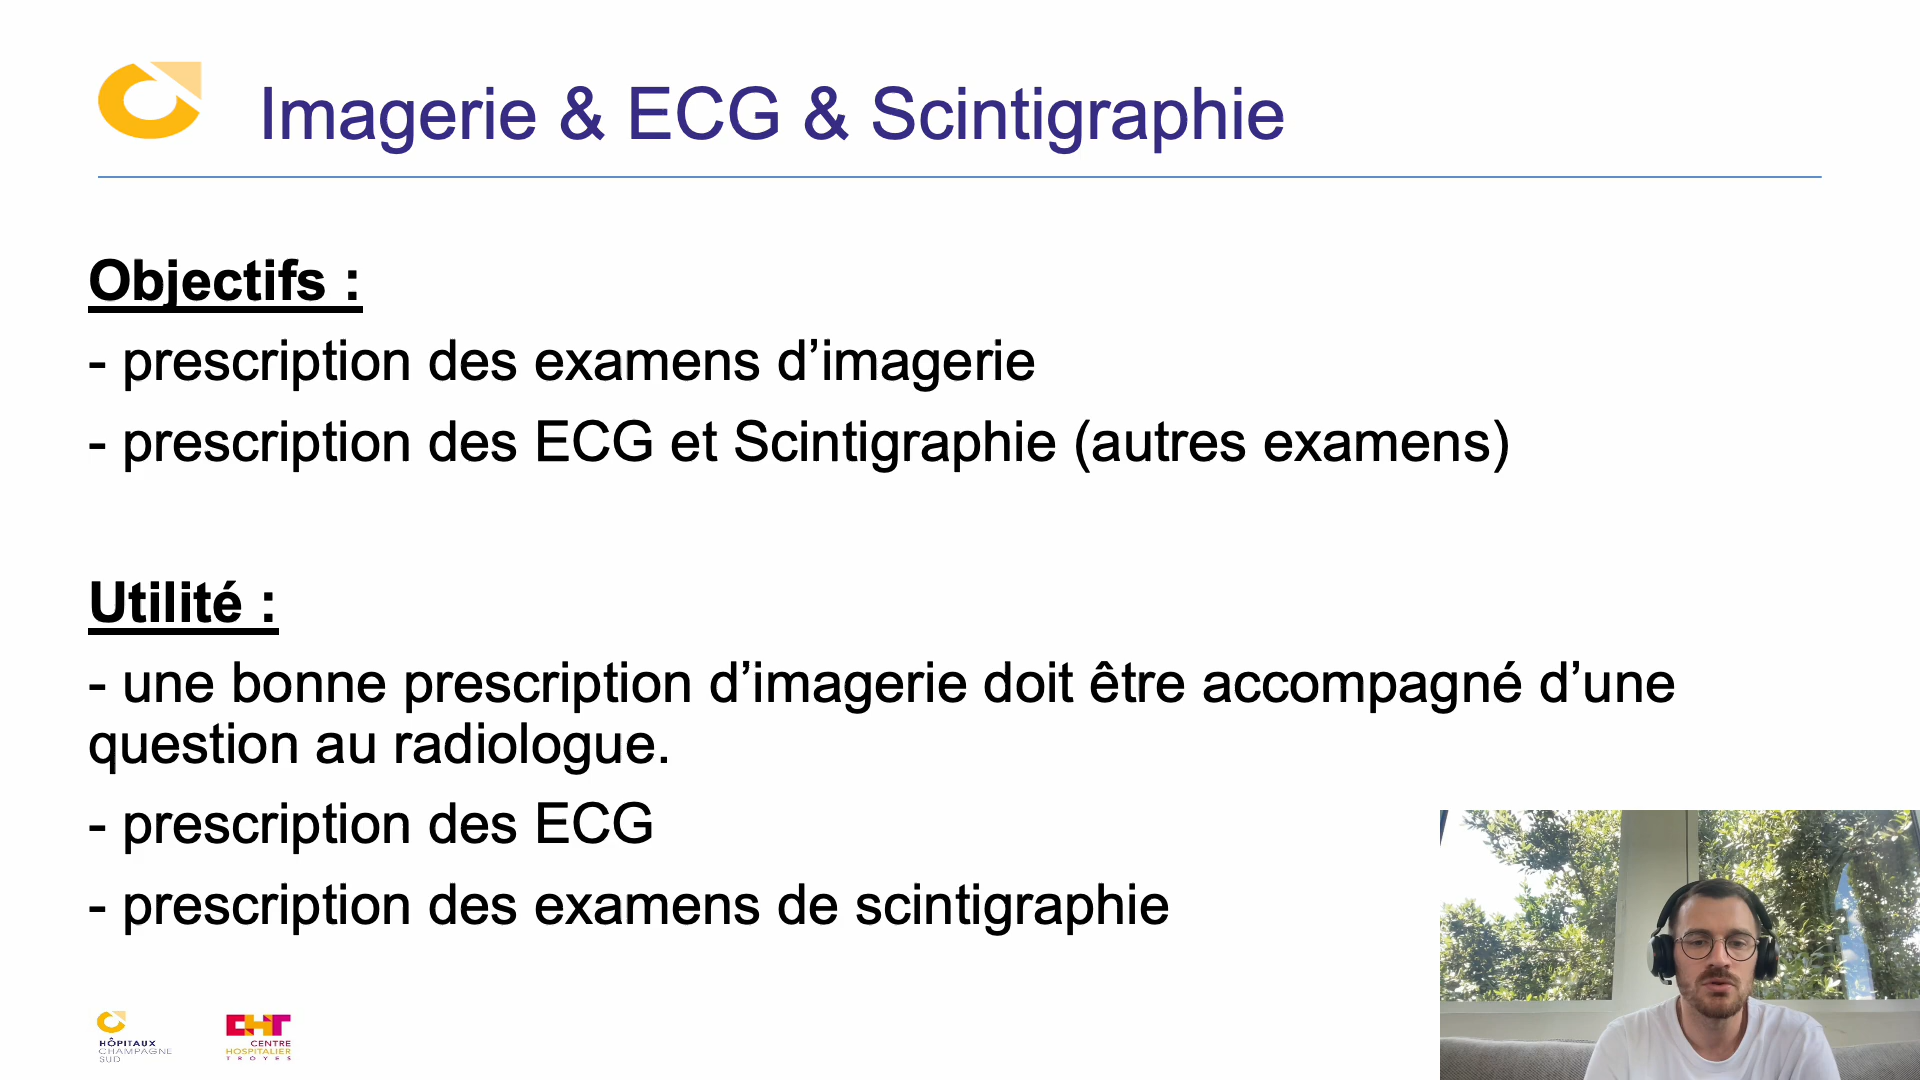 Imagerie & ECG & Scintigraphie
Objectifs :
- prescription des examens d’imagerie
- prescription des ECG et Scintigraphie (autres examens)
Utilité :
- une bonne prescription d’imagerie doit être accompagné d’une
question au radiologue.
- prescription des ECG
- prescription des examens de scintigraphie
HÔPITAUX
CHAMPAGNE
SUD
CHT
CENTRE
HOSPITALIER
TROYES